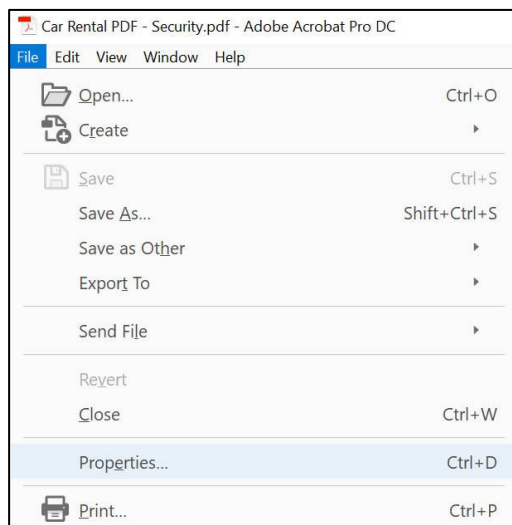 Car Rental PDF - Security.pdf - Adobe Acrobat Pro DC
File Edit View Window Help
Open... Ctrl+O
Create
Save Ctrl+S
Save As... Shift+Ctrl+S
Save as Other
Export To
Send File
Revert
Close Ctrl+W
Properties... Ctrl+D
Print... Ctrl+P